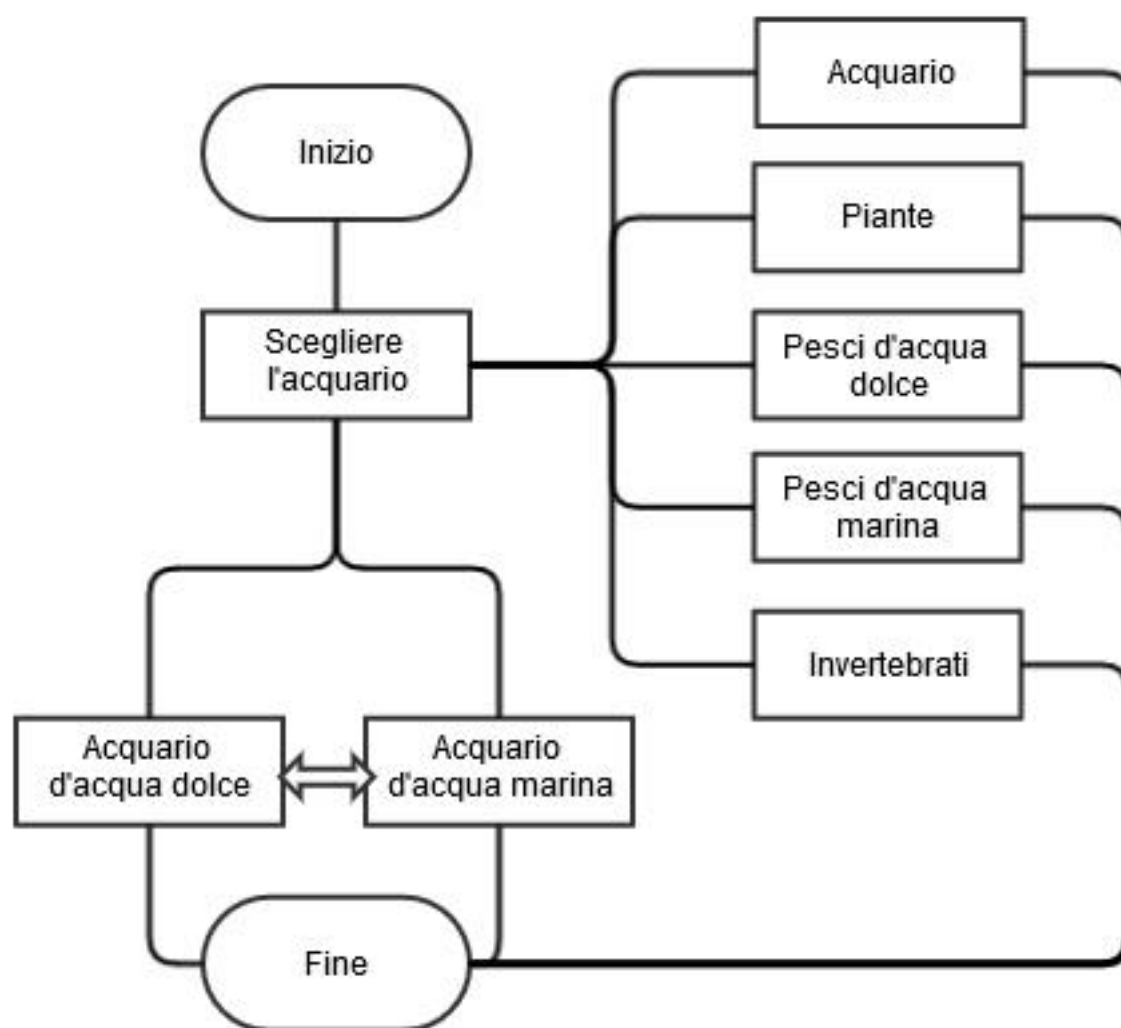 Inizio
Scegliere
l'acquario
Acquario
d'acqua dolce
Acquario
d'acqua marina
Fine
Acquario
Piante
Pesci d'acqua
dolce
Pesci d'acqua
marina
Invertebrati